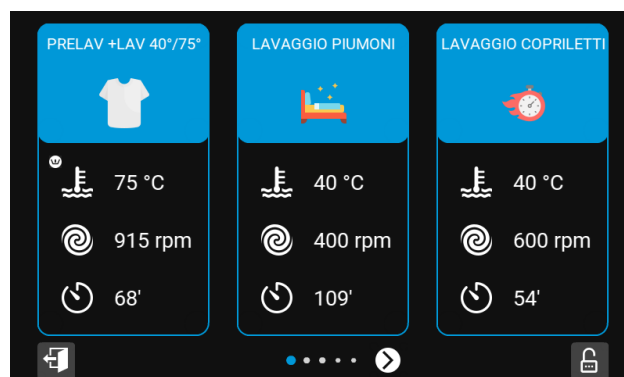 PRELAV +LAV 40°/75°
75 °C
915 rpm
68'
LAVAGGIO PIUMONI
40 °C
400 rpm
109'
LAVAGGIO COPRILETTI
40 °C
600 rpm
54'